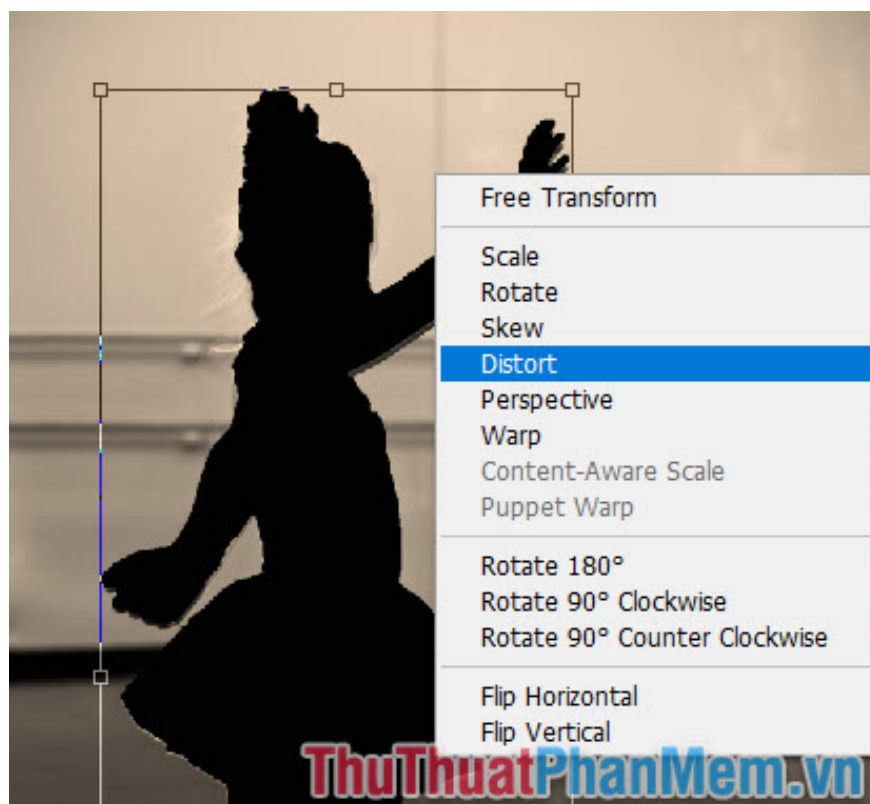 Free Transform
Scale
Rotate
Skew
Distort
Perspective
Warp
Content-Aware Scale
Puppet Warp
Rotate 180°
Rotate 90° Clockwise
Rotate 90° Counter Clockwise
Flip Horizontal
Flip Vertical
ThuThuatPhanMem.vn